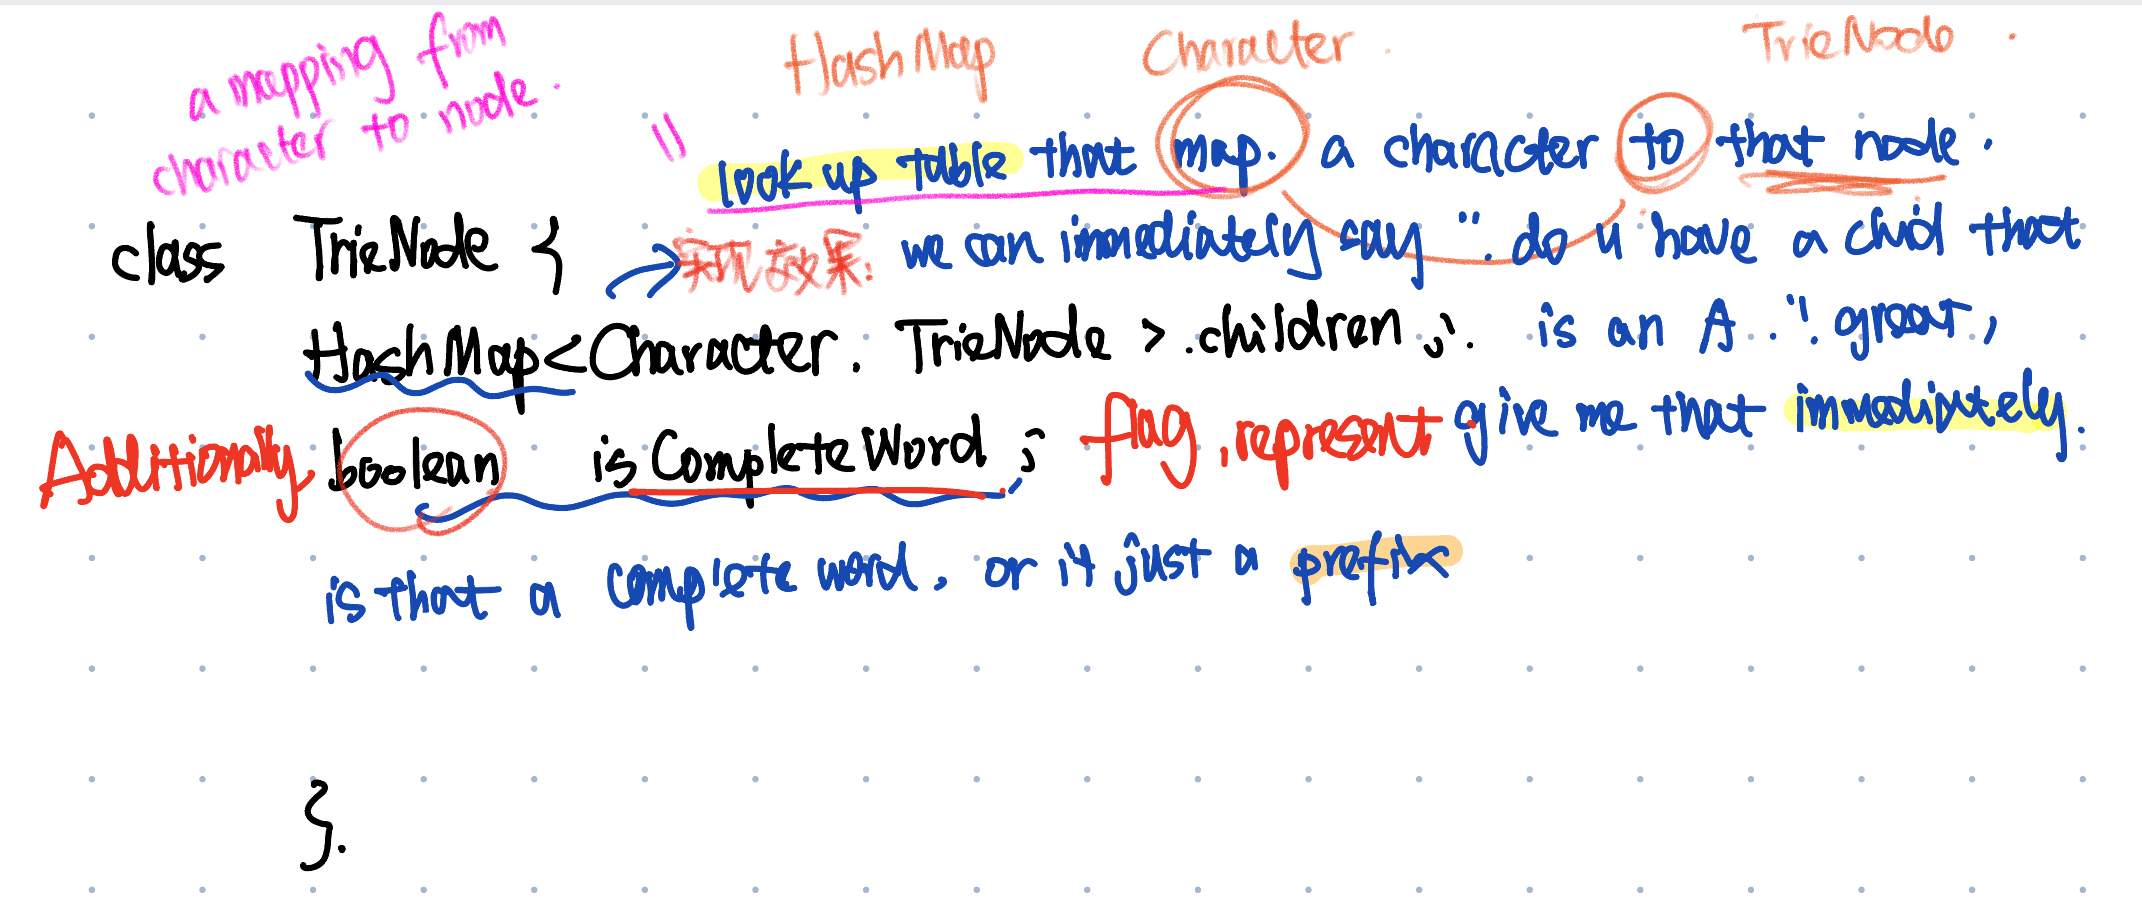 a mapping from
character to node.
HashMap Character. TrieNode.
look up table that map. a character to that node.
class TrieNode {
实现效果: we can immediately say ". do u have a child that
HashMap<Character. TrieNode > children ; is an A ". great,
Additionally, boolean isCompleteWord ; flag, represent give me that immediately.
is that a complete word, or it just a prefix
}.